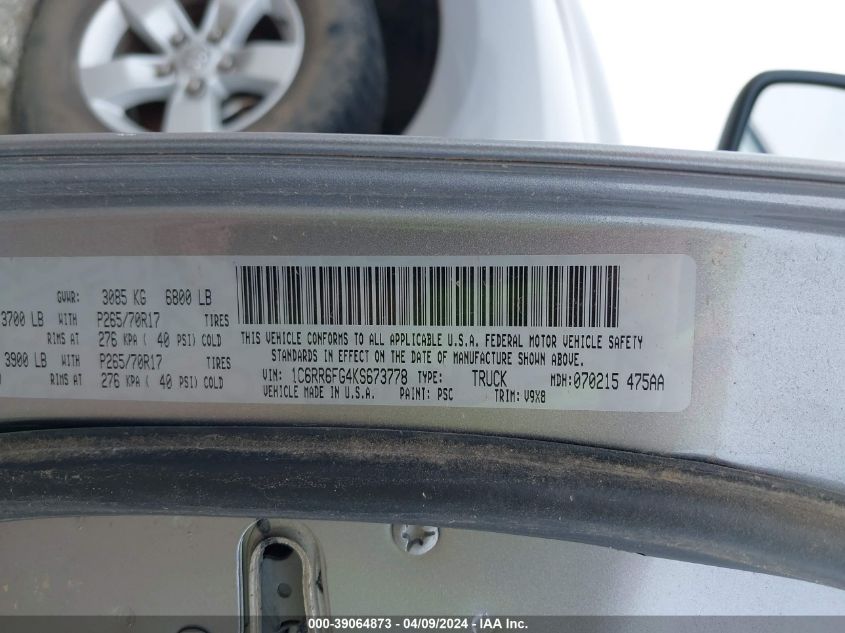 GVWR: 3085 KG 6800 LB
3700 LB WITH P265/70R17 TIRES
RIMS AT 276 KPA ( 40 PSI) COLD
3900 LB WITH P265/70R17 TIRES
RIMS AT 276 KPA ( 40 PSI) COLD
THIS VEHICLE CONFORMS TO ALL APPLICABLE U.S.A. FEDERAL MOTOR VEHICLE SAFETY
STANDARDS IN EFFECT ON THE DATE OF MANUFACTURE SHOWN ABOVE.
VIN: 1C6RR6FG4KS673778 TYPE: TRUCK MDH: 070215 475AA
VEHICLE MADE IN U.S.A. PAINT: PSC TRIM: V9X8
000-39064873 - 04/09/2024 - IAA Inc.